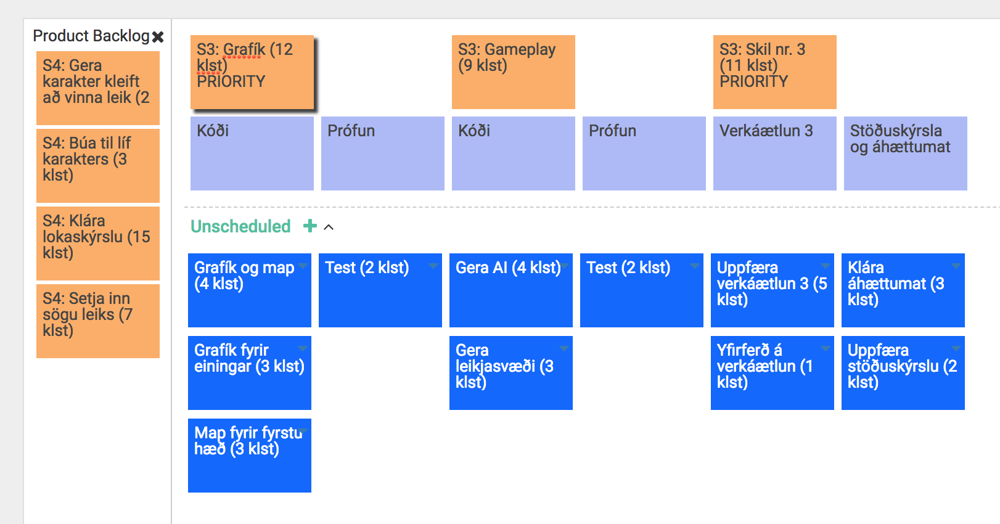 Product Backlog
S4: Gera
karakter kleift
að vinna leik (2
S4: Búa til líf
karakters (3
klst)
S4: Klára
lokaskýrslu (15
klst)
S4: Setja inn
sögu leiks (7
klst)
S3: Grafík (12
klst)
PRIORITY
S3: Gameplay
(9 klst)
S3: Skil nr. 3
(11 klst)
PRIORITY
Kóði
Prófun
Kóði
Prófun
Verkáætlun 3
Stöðuskýrsla
og áhættumat
Unscheduled
Grafík og map
(4 klst)
Test (2 klst)
Gera AI (4 klst)
Test (2 klst)
Uppfæra
verkáætlun 3 (5
klst)
Klára
áhættumat (3
klst)
Grafík fyrir
einingar (3 klst)
Gera
leikjasvæði (3
klst)
Yfirferð á
verkáætlun (1
klst)
Uppfæra
stöðuskýrslu (2
klst)
Map fyrir fyrstu
hæð (3 klst)